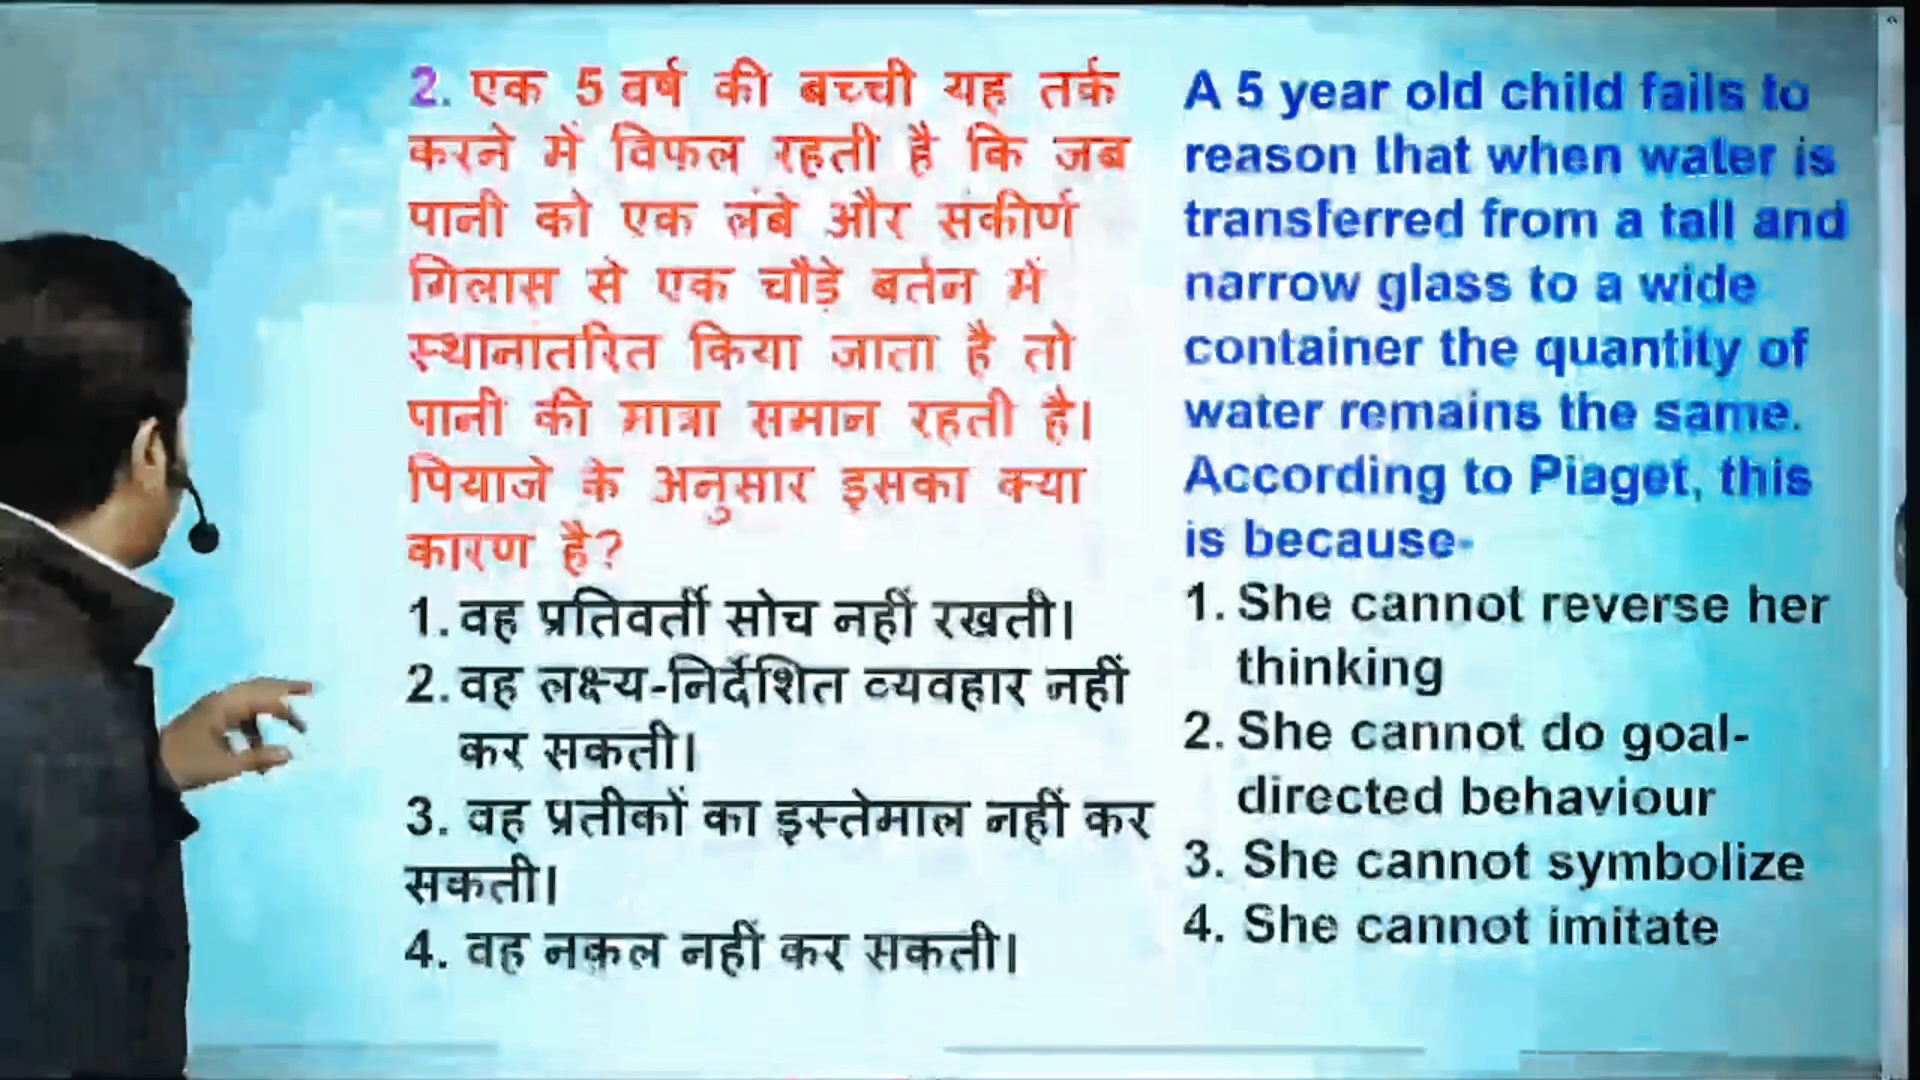 2. एक 5 वर्ष की बच्ची यह तर्क
करने में विफल रहती है कि जब
पानी को एक लंबे और संकीर्ण
गिलास से एक चौड़े बर्तन में
स्थानांतरित किया जाता है तो
पानी की मात्रा समान रहती है।
पियाजे के अनुसार इसका क्या
कारण है?
1. वह प्रतिवर्ती सोच नहीं रखती।
2. वह लक्ष्य-निर्देशित व्यवहार नहीं
कर सकती।
3. वह प्रतीकों का इस्तेमाल नहीं कर
सकती।
4. वह नकल नहीं कर सकती।
A 5 year old child fails to
reason that when water is
transferred from a tall and
narrow glass to a wide
container the quantity of
water remains the same.
According to Piaget, this
is because-
1. She cannot reverse her
thinking
2. She cannot do goal-
directed behaviour
3. She cannot symbolize
4. She cannot imitate